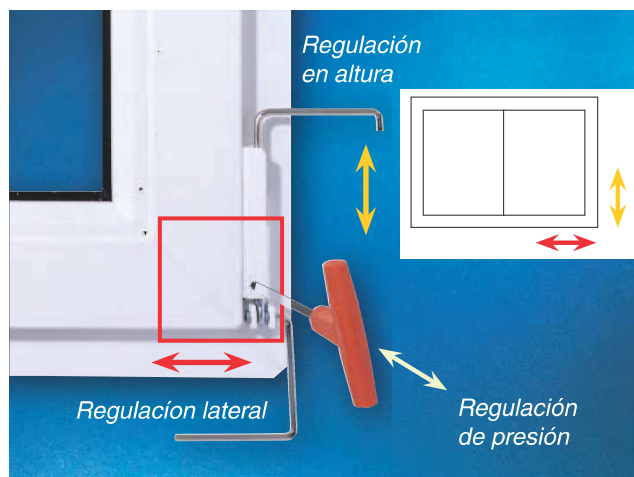 Regulación
en altura
Regulacíon lateral
Regulación
de presión